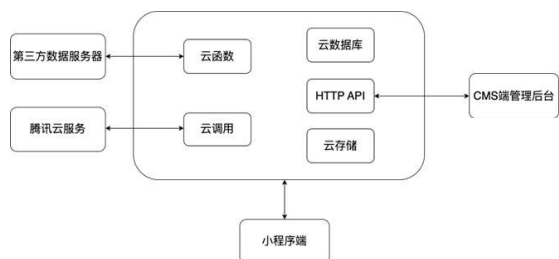 第三方数据服务器
云函数
云数据库
HTTP API
CMS端管理后台
腾讯云服务
云调用
云存储
小程序端